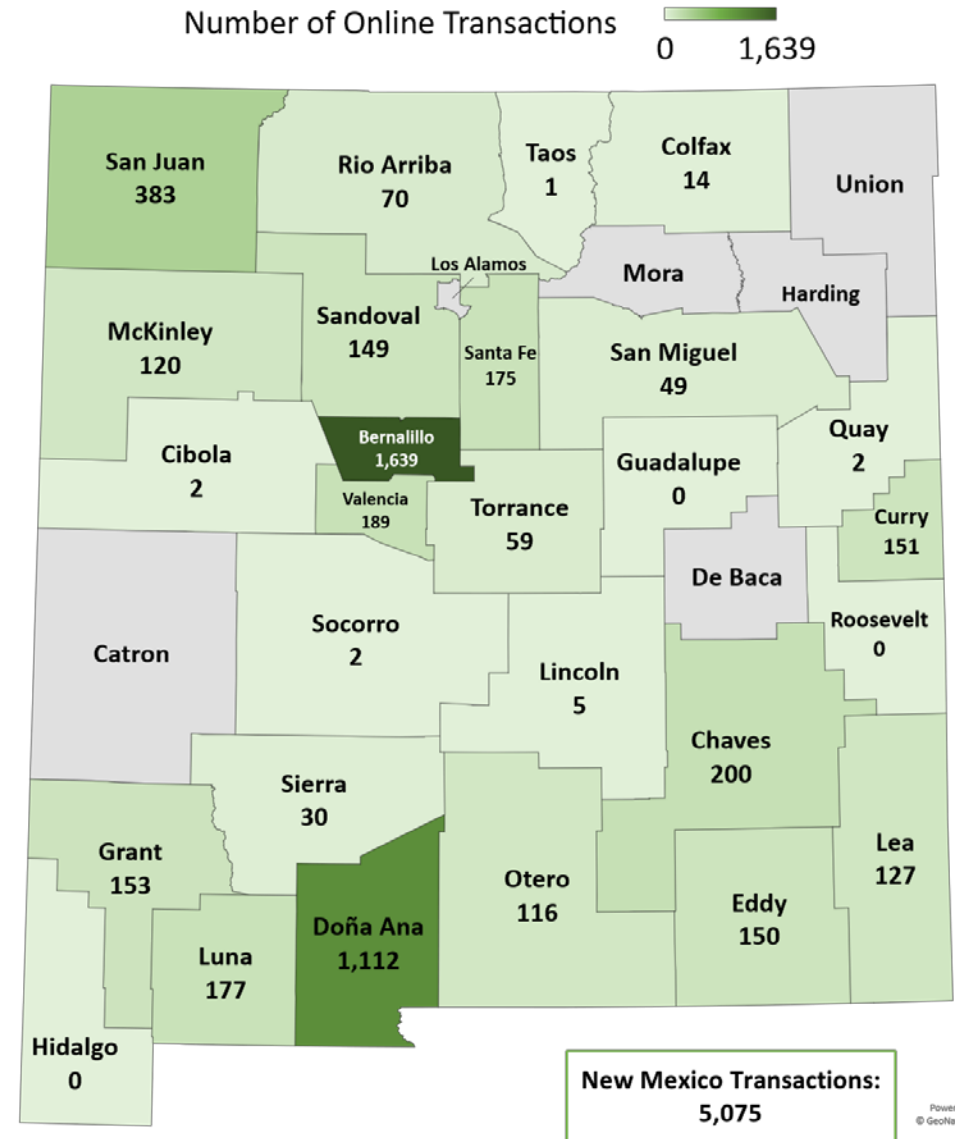 Number of Online Transactions
0
1,639
San Juan
383
Rio Arriba
70
Taos
1
Colfax
14
Union
Los Alamos
Mora
Harding
McKinley
120
Sandoval
149
Santa Fe
175
San Miguel
49
Quay
2
Bernalillo
1,639
Cibola
2
Guadalupe
0
Valencia
189
Torrance
59
Curry
151
De Baca
Catron
Socorro
2
Roosevelt
0
Lincoln
5
Chaves
200
Sierra
30
Grant
153
Lea
127
Otero
116
Eddy
150
Doña Ana
1,112
Luna
177
Hidalgo
0
New Mexico Transactions:
5,075
Power
© GeoNa